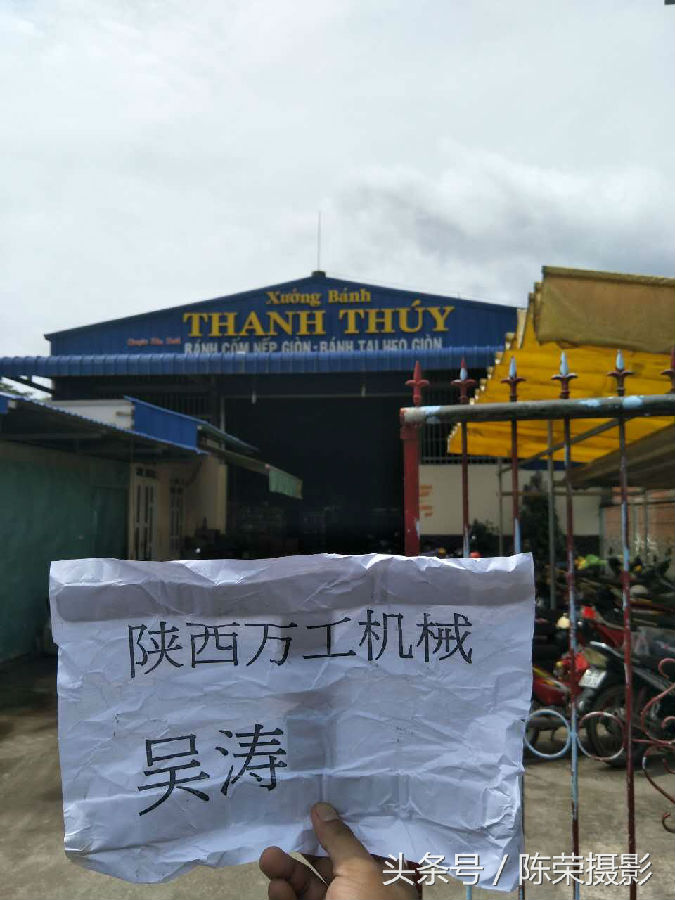 Xưởng Bánh
THANH THÚY
BÁNH CỐM NẾP GIÒN - BÁNH TAI HEO GIÒN
陕西万工机械
吴涛
头条号 / 陈荣摄影